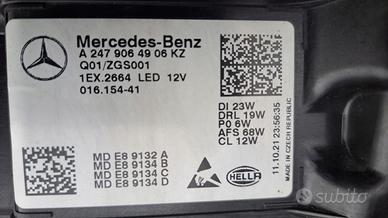 Mercedes-Benz
A 247 906 49 06 KZ
Q01/ZGS001
1EX.2664 LED 12V
016.154-41
DI 23W
DRL 19W
PO 6W
AFS 68W
CL 12W
MD E8 9132 A
MD E8 9134 B
MD E8 9134 C
MD E8 9134 D
HELLA
11.10.21 23:56:35
MADE IN CZECH REPUBLIC
subito